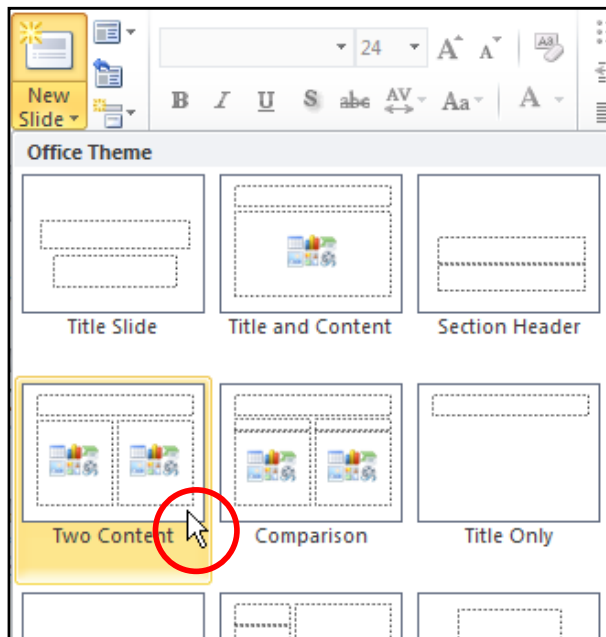 24 A A Aa
New
Slide
B I U S abc AV Aa A
Office Theme
Title Slide Title and Content Section Header
Two Content Comparison Title Only